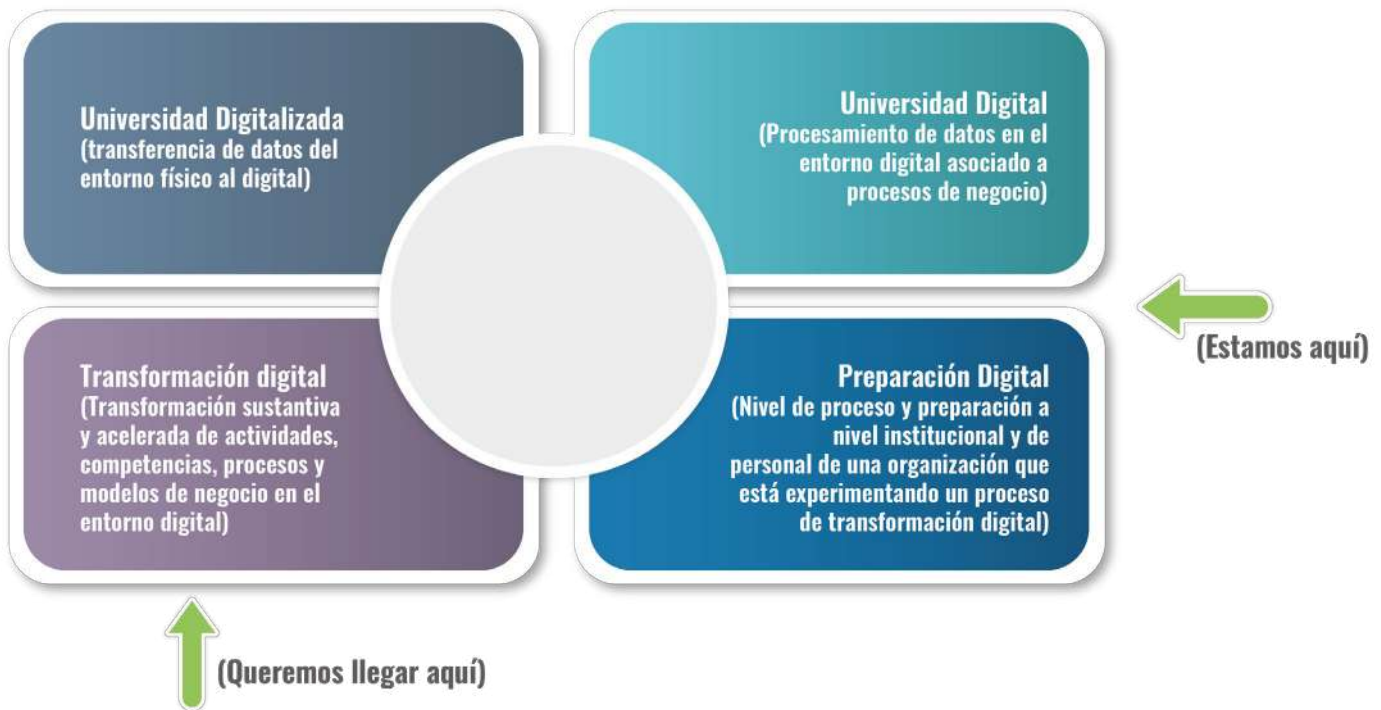 Universidad Digitalizada
(transferencia de datos del
entorno físico al digital)
Universidad Digital
(Procesamiento de datos en el
entorno digital asociado a
procesos de negocio)
(Estamos aquí)
Transformación digital
(Transformación sustantiva
y acelerada de actividades,
competencias, procesos y
modelos de negocio en el
entorno digital)
Preparación Digital
(Nivel de proceso y preparación a
nivel institucional y de
personal de una organización que
está experimentando un proceso
de transformación digital)
(Queremos llegar aquí)